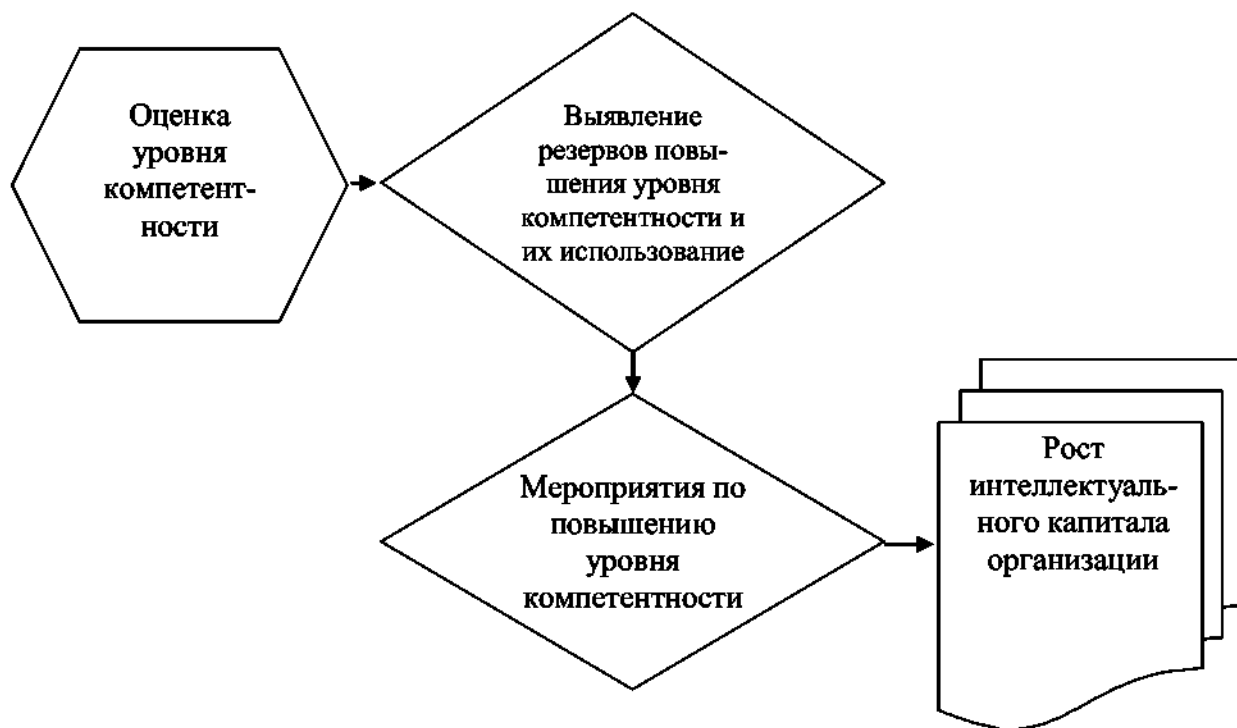 Оценка
уровня
компетент-
ности
Выявление
резервов повы-
шения уровня
компетентности и
их использование
Мероприятия по
повышению
уровня
компетентности
Рост
интеллектуаль-
ного капитала
организации